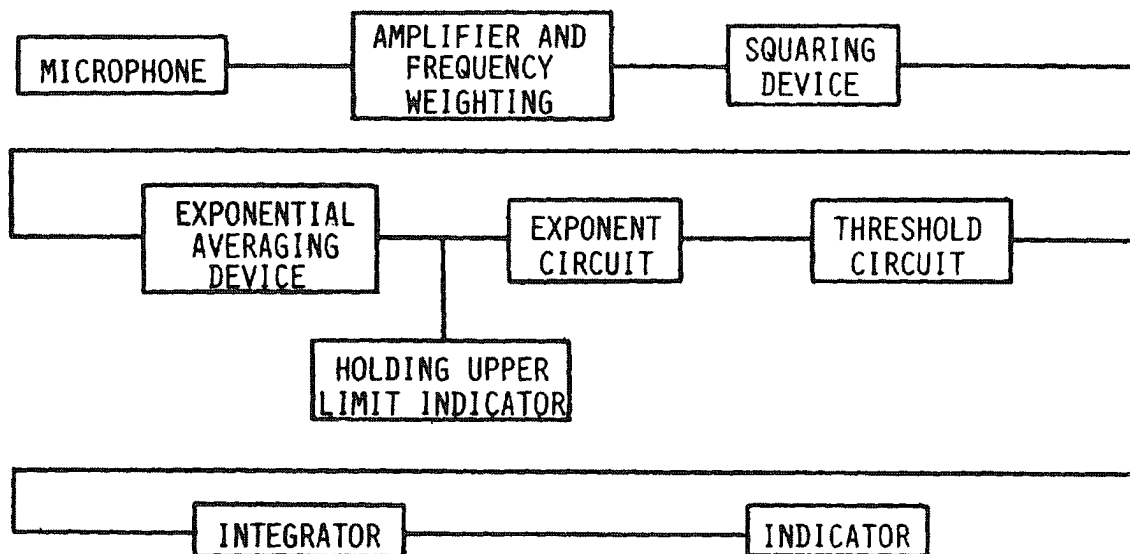 MICROPHONE
AMPLIFIER AND
FREQUENCY
WEIGHTING
SQUARING
DEVICE
EXPONENTIAL
AVERAGING
DEVICE
EXPONENT
CIRCUIT
THRESHOLD
CIRCUIT
HOLDING UPPER
LIMIT INDICATOR
INTEGRATOR
INDICATOR